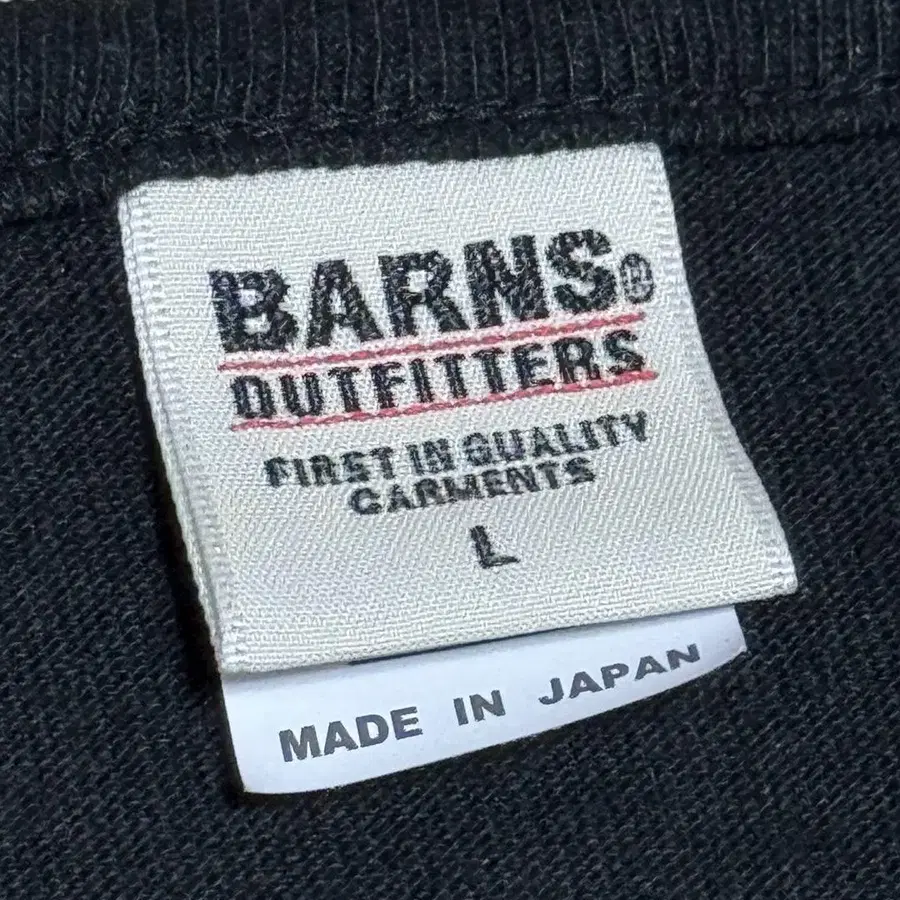 BARNS®
OUTFITTERS
FIRST IN QUALITY
GARMENTS
L
MADE IN JAPAN